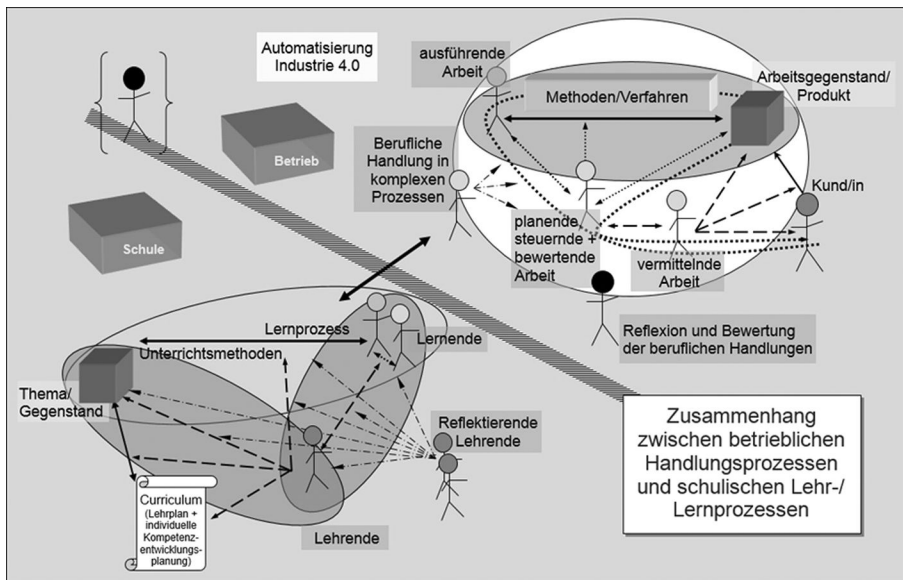 Automatisierung
Industrie 4.0
ausführende
Arbeit
Methoden/Verfahren
Arbeitsgegenstand/
Produkt
Betrieb
Berufliche
Handlung in
komplexen
Prozessen
Kund/in
Schule
planende,
steuernde +
bewertende
Arbeit
vermittelnde
Arbeit
Reflexion und Bewertung
der beruflichen Handlungen
Lernprozess
Lernende
Unterrichtsmethoden
Thema/
Gegenstand
Reflektierende
Lehrende
Curriculum
(Lehrplan +
individuelle
Kompetenz-
entwicklungs-
planung)
Lehrende
Zusammenhang
zwischen betrieblichen
Handlungsprozessen
und schulischen Lehr-/
Lernprozessen